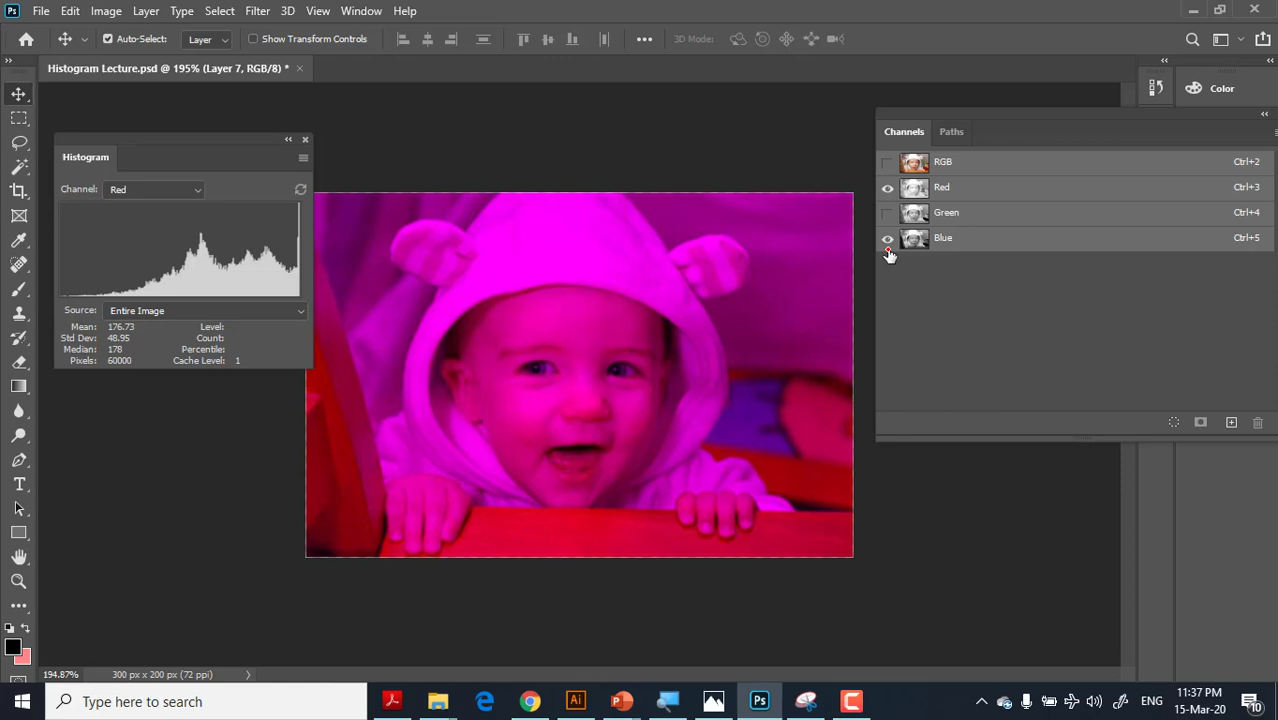 Ps File Edit Image Layer Type Select Filter 3D View Window Help
Auto-Select: Layer Show Transform Controls 3D Mode:
Histogram Lecture.psd @ 195% (Layer 7, RGB/8) *
Color
Histogram
Channel: Red
Source: Entire Image
Mean: 176.73 Level:
Std Dev: 48.95 Count:
Median: 178 Percentile:
Pixels: 60000 Cache Level: 1
Channels Paths
RGB Ctrl+2
Red Ctrl+3
Green Ctrl+4
Blue Ctrl+5
T
194.87% 300 px x 200 px (72 ppi)
Type here to search
Ai
Ps
ENG
11:37 PM
15-Mar-20
10